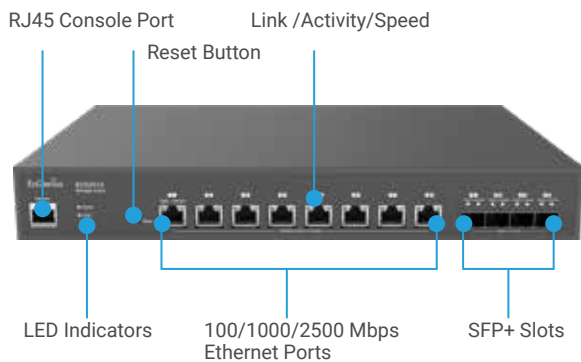 RJ45 Console Port
Link /Activity/Speed
Reset Button
EnGenius
LED Indicators
100/1000/2500 Mbps
Ethernet Ports
SFP+ Slots